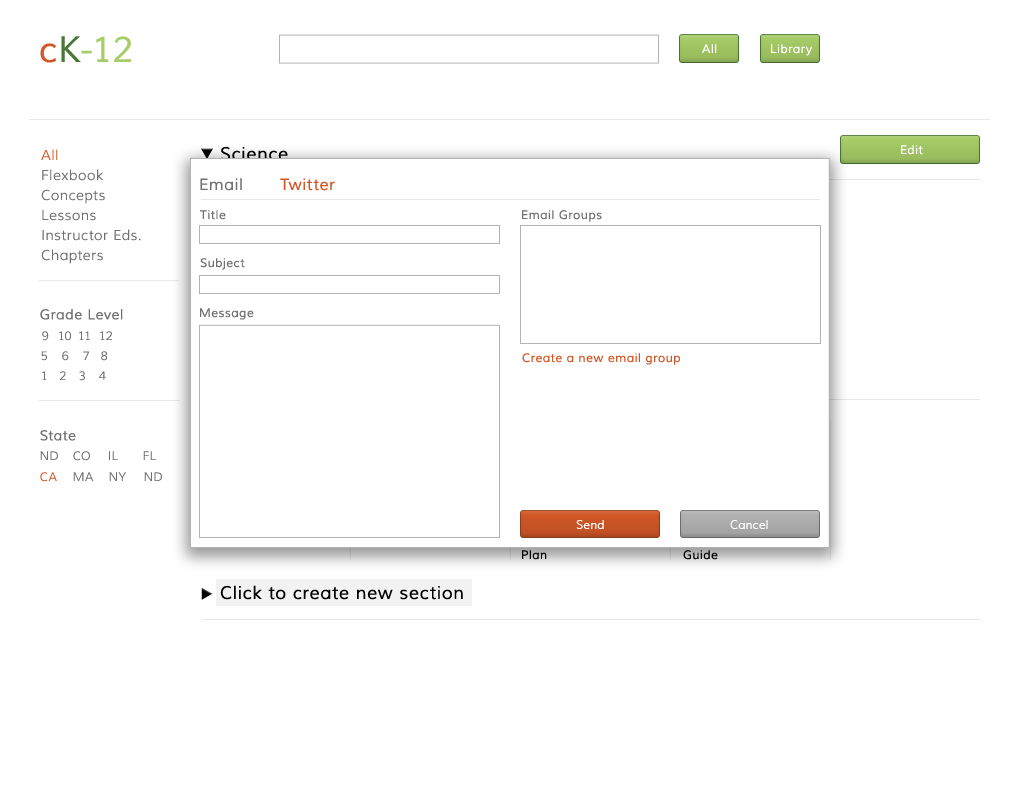 cK-12
All Library
All
Flexbook
Concepts
Lessons
Instructor Eds.
Chapters
Grade Level
9 10 11 12
5 6 7 8
1 2 3 4
State
ND CO IL FL
CA MA NY ND
Science
Edit
Email Twitter
Title
Subject
Message
Email Groups
Create a new email group
Send Cancel
Plan Guide
Click to create new section